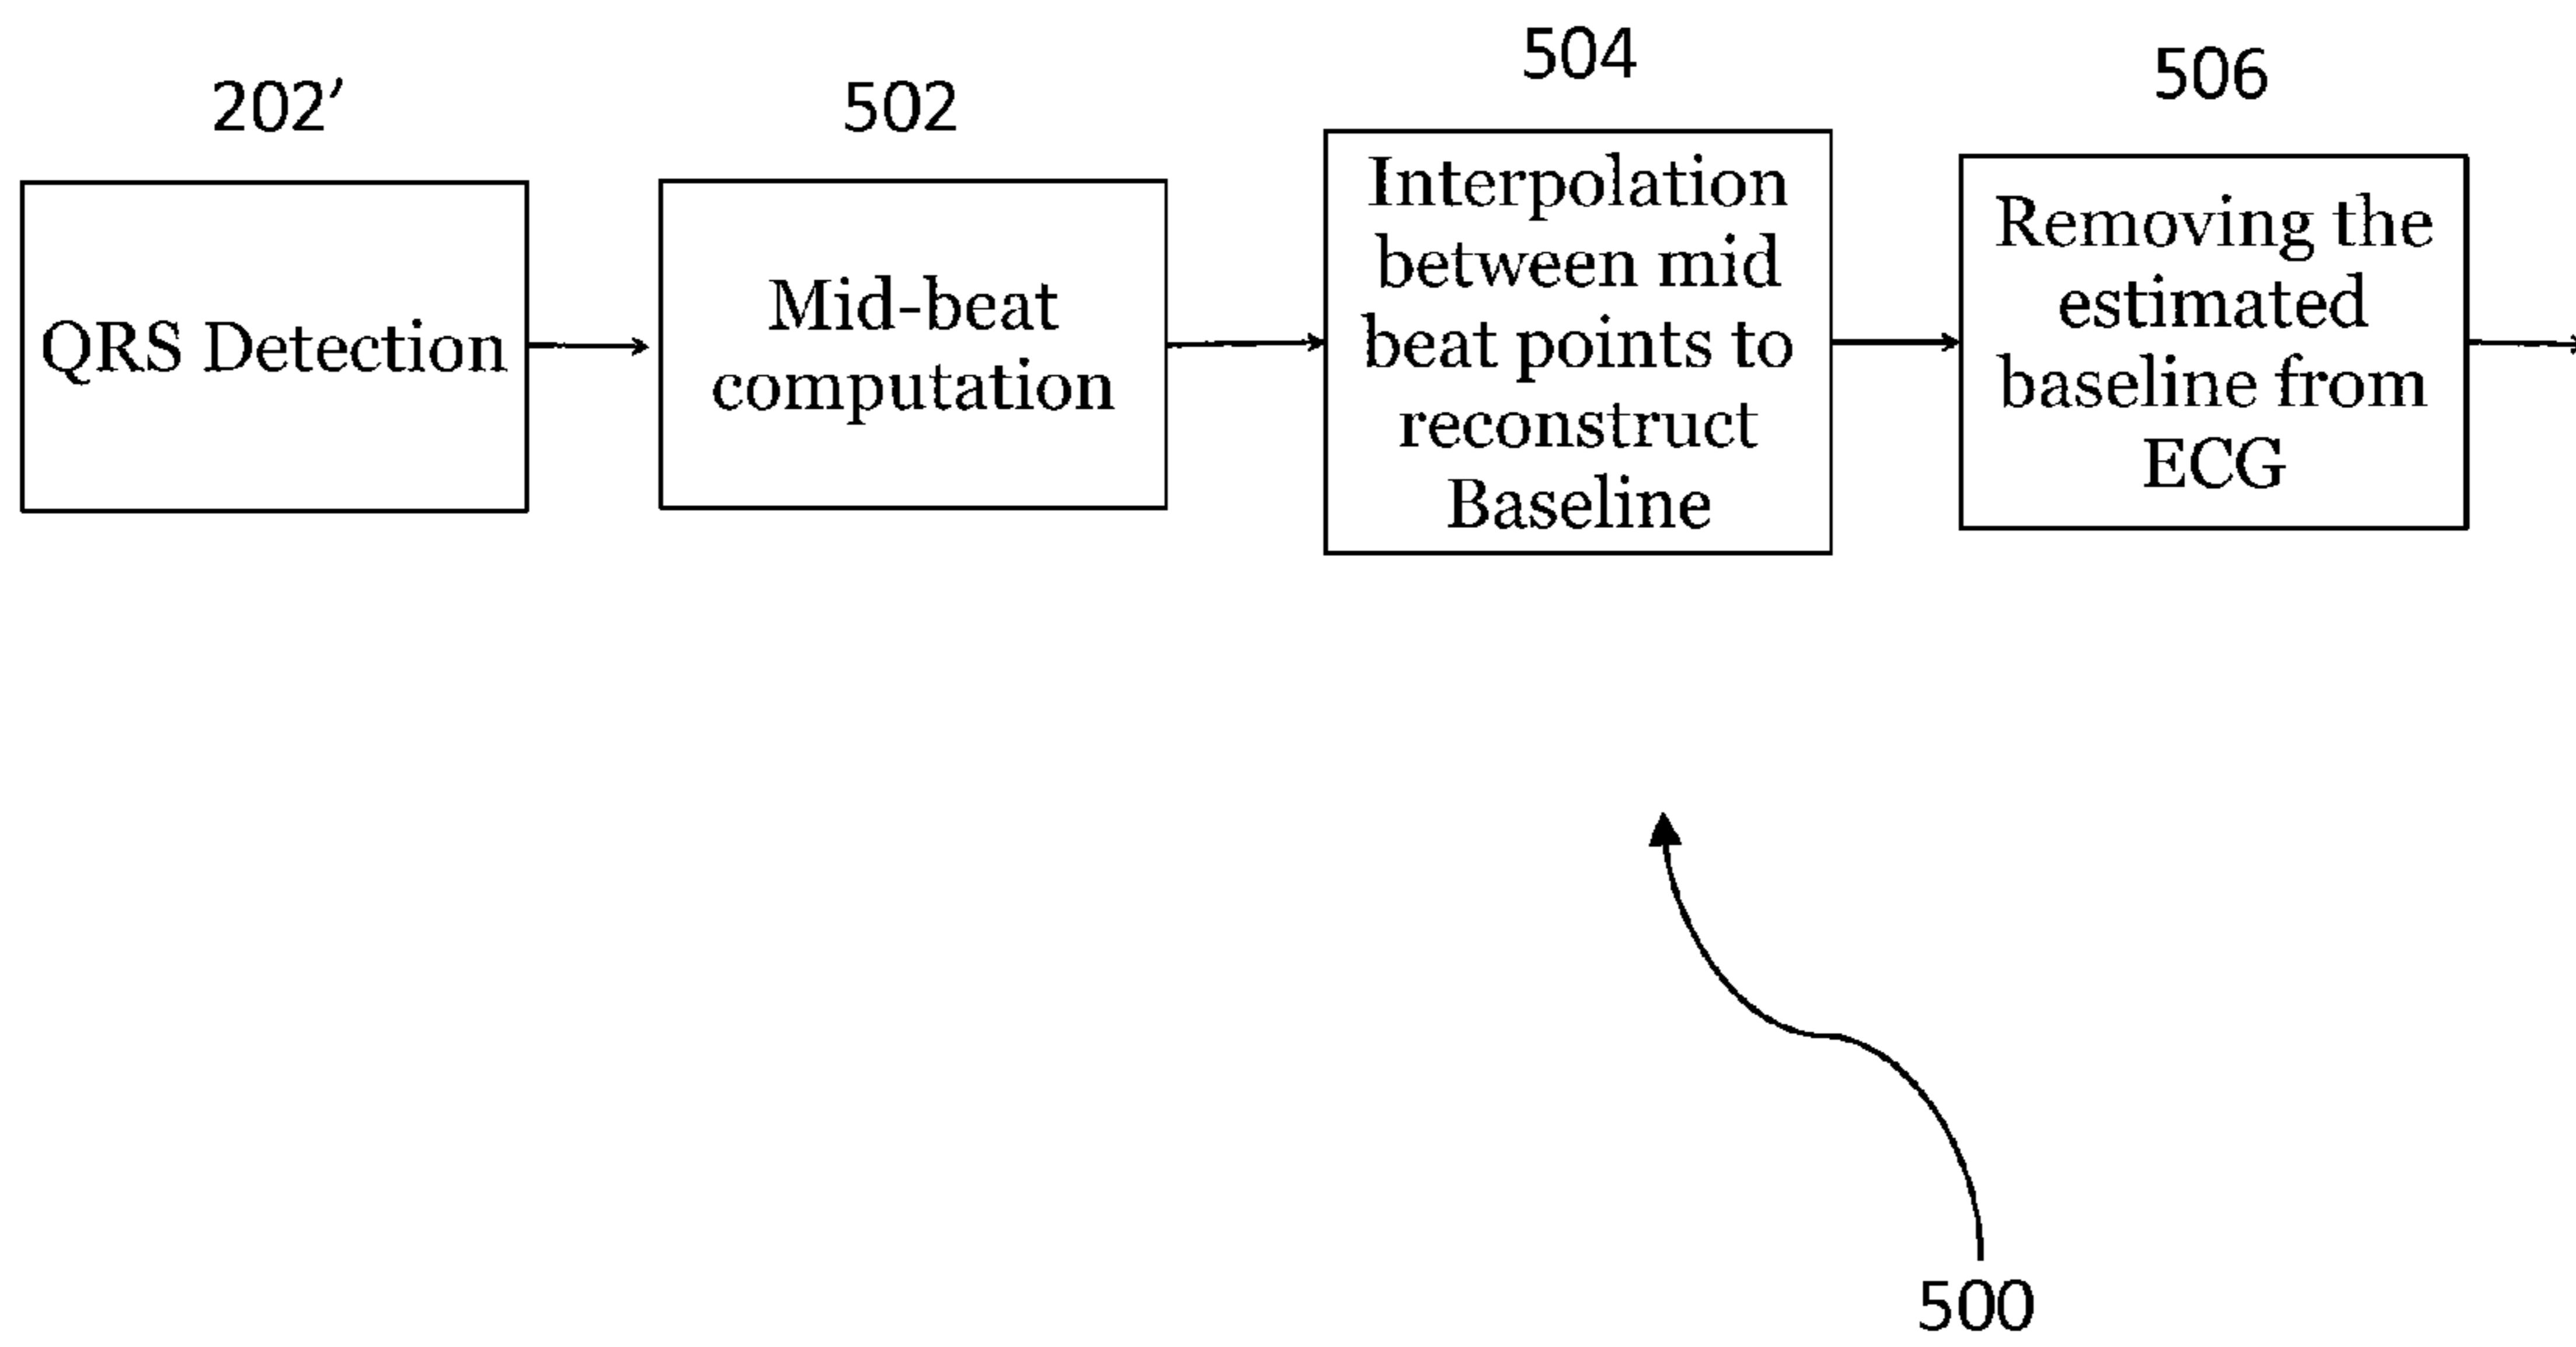 202’
QRS Detection
502
Mid-beat
computation
504
Interpolation
between mid
beat points to
reconstruct
Baseline
506
Removing the
estimated
baseline from
ECG
500